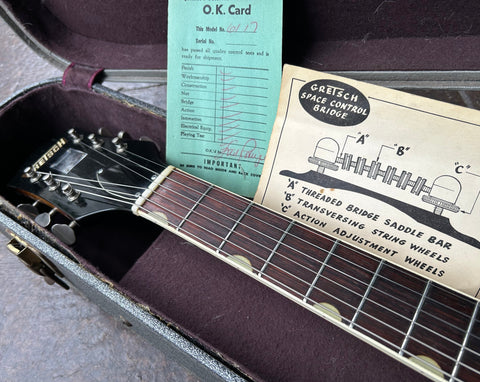 O. K. Card
This Model No. 6117
Serial No.
has passed all quality control tests and is
ready for shipment.
Finish
Workmanship
Construction
Nut
Bridge
Action
Intonation
Electrical Equip.
Playing Test
O.K.'d by
IMPORTANT
GRETSCH
SPACE CONTROL
BRIDGE
"A"
"B"
"C"
"A" THREADED BRIDGE SADDLE BAR
"B" TRANSVERSING STRING WHEELS
"C" ACTION ADJUSTMENT WHEELS
GRETSCH